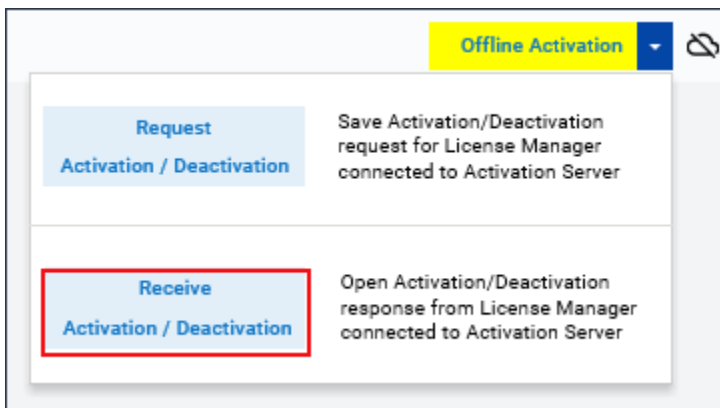 Offline Activation
Request
Activation / Deactivation
Save Activation/Deactivation
request for License Manager
connected to Activation Server
Receive
Activation / Deactivation
Open Activation/Deactivation
response from License Manager
connected to Activation Server